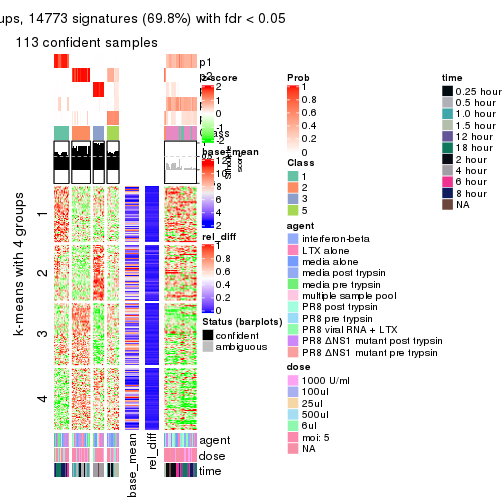 ups, 14773 signatures (69.8%) with fdr < 0.05
113 confident samples
p1
z-score
2
1
0
-1
-2
base_mean
12
10
8
6
4
2
rel_diff
1
0.8
0.6
0.4
0.2
0
Status (barplots)
confident
ambiguous
k-means with 4 groups
1
2
3
4
agent
dose
time
base_mean
rel_diff
Prob
1
0.8
0.6
0.4
0.2
0
Class
1
2
3
5
agent
interferon-beta
LTX alone
media alone
media post trypsin
media pre trypsin
multiple sample pool
PR8 post trypsin
PR8 pre trypsin
PR8 viral RNA + LTX
PR8 ΔNS1 mutant post trypsin
PR8 ΔNS1 mutant pre trypsin
dose
1000 U/ml
100ul
25ul
500ul
6ul
moi: 5
NA
time
0.25 hour
0.5 hour
1.0 hour
1.5 hour
12 hour
18 hour
2 hour
4 hour
6 hour
8 hour
NA